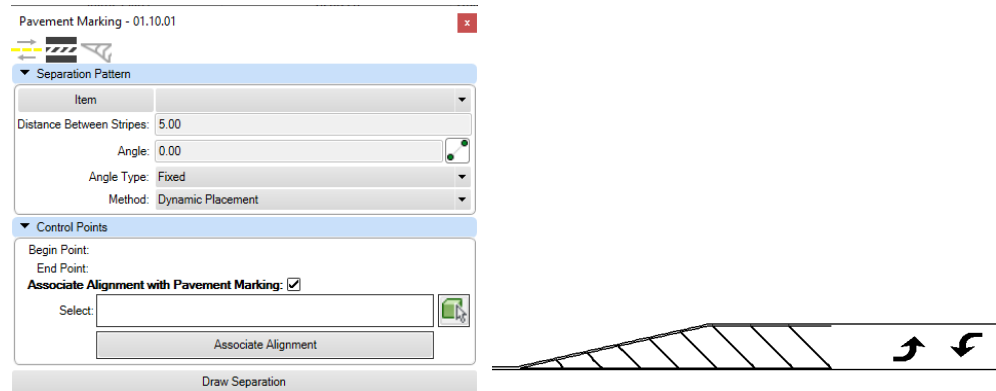 Pavement Marking - 01.10.01
x
Separation Pattern
Item
Distance Between Stripes: 5.00
Angle: 0.00
Angle Type: Fixed
Method: Dynamic Placement
Control Points
Begin Point:
End Point:
Associate Alignment with Pavement Marking:
Select:
Associate Alignment
Draw Separation